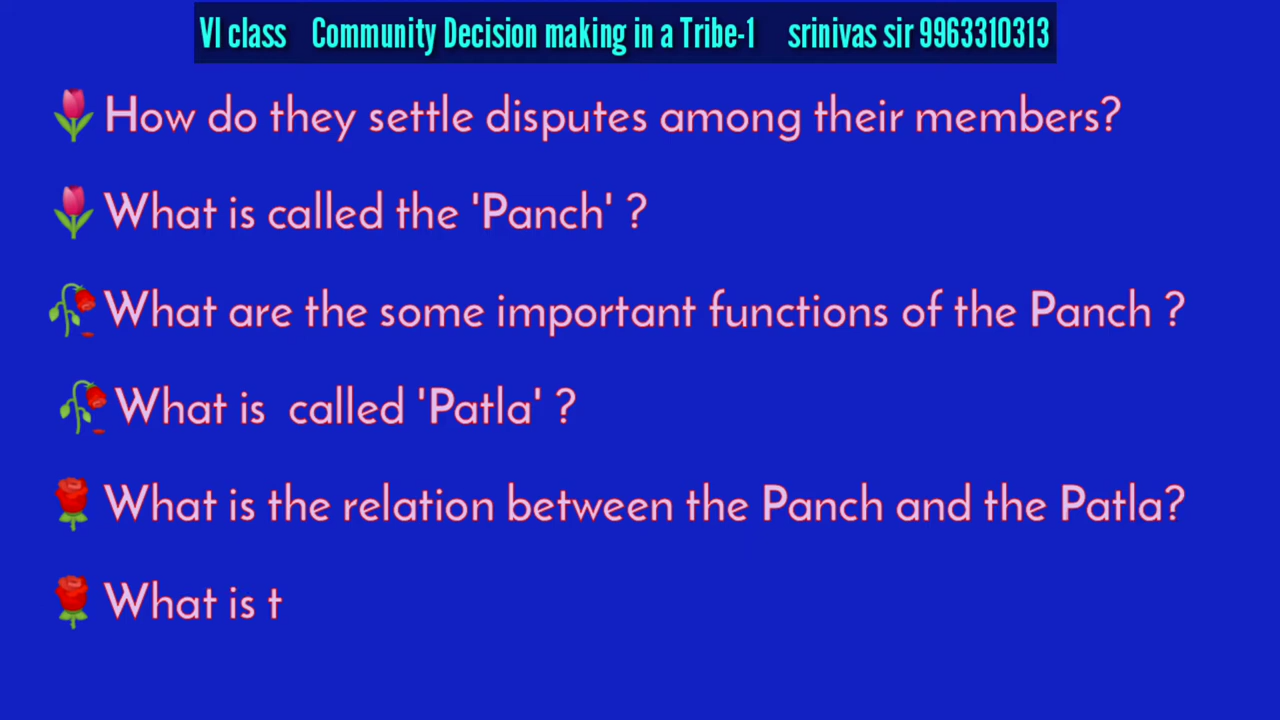 VI class Community Decision making in a Tribe-1 srinivas sir 9963310313
How do they settle disputes among their members?
What is called the 'Panch' ?
What are the some important functions of the Panch ?
What is called 'Patla' ?
What is the relation between the Panch and the Patla?
What is t